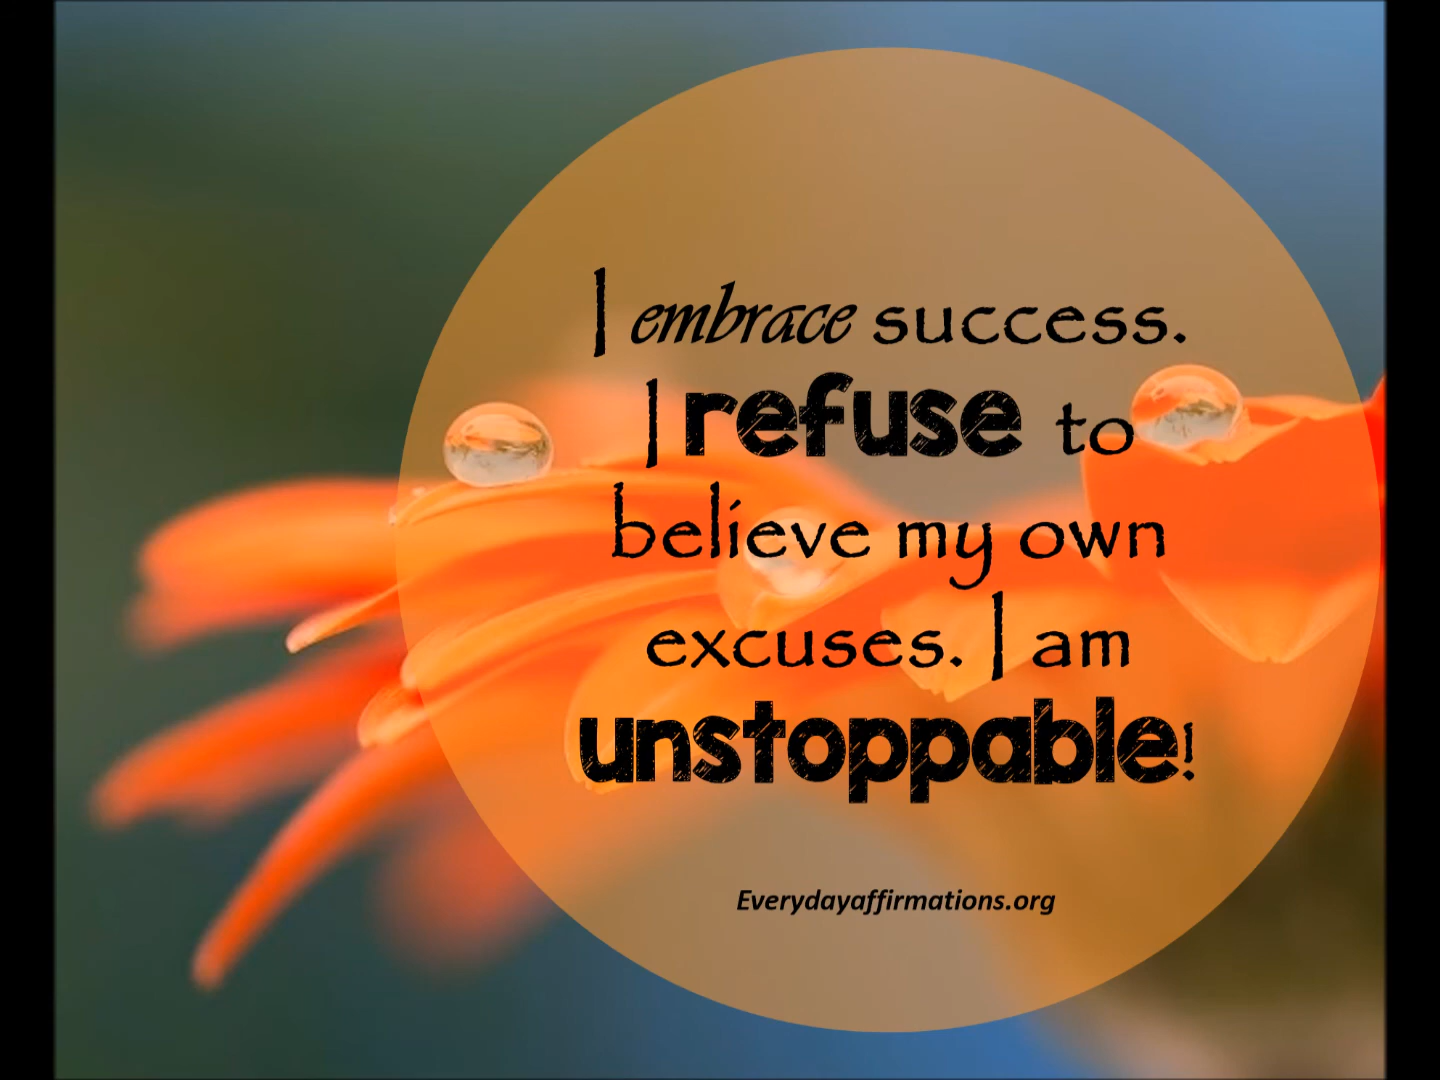 I embrace success.
I refuse to
believe my own
excuses. I am
unstoppable!
Everydayaffirmations.org